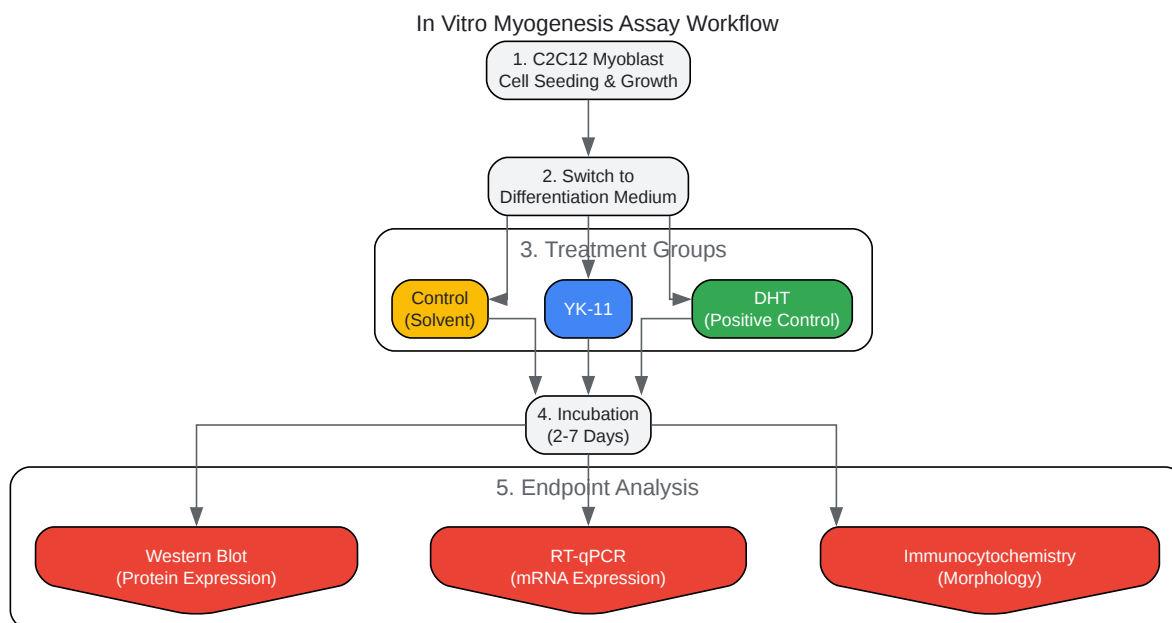 In Vitro Myogenesis Assay Workflow
1. C2C12 Myoblast
Cell Seeding & Growth
2. Switch to
Differentiation Medium
3. Treatment Groups
Control
(Solvent)
YK-11
DHT
(Positive Control)
4. Incubation
(2-7 Days)
5. Endpoint Analysis
Western Blot
(Protein Expression)
RT-qPCR
(mRNA Expression)
Immunocytochemistry
(Morphology)